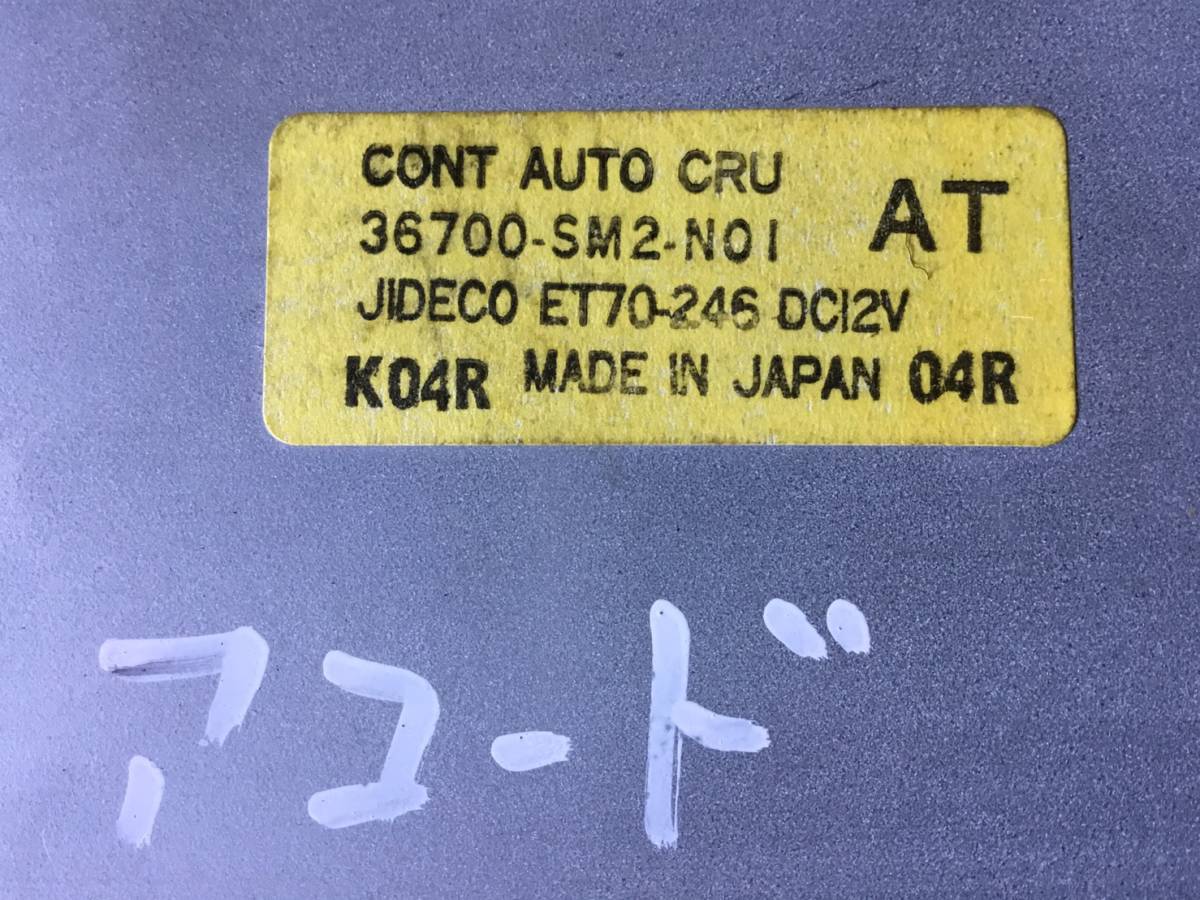 CONT AUTO CRU
36700-SM2-N01 AT
JIDECO ET70-246 DC12V
K04R MADE IN JAPAN 04R
アコード